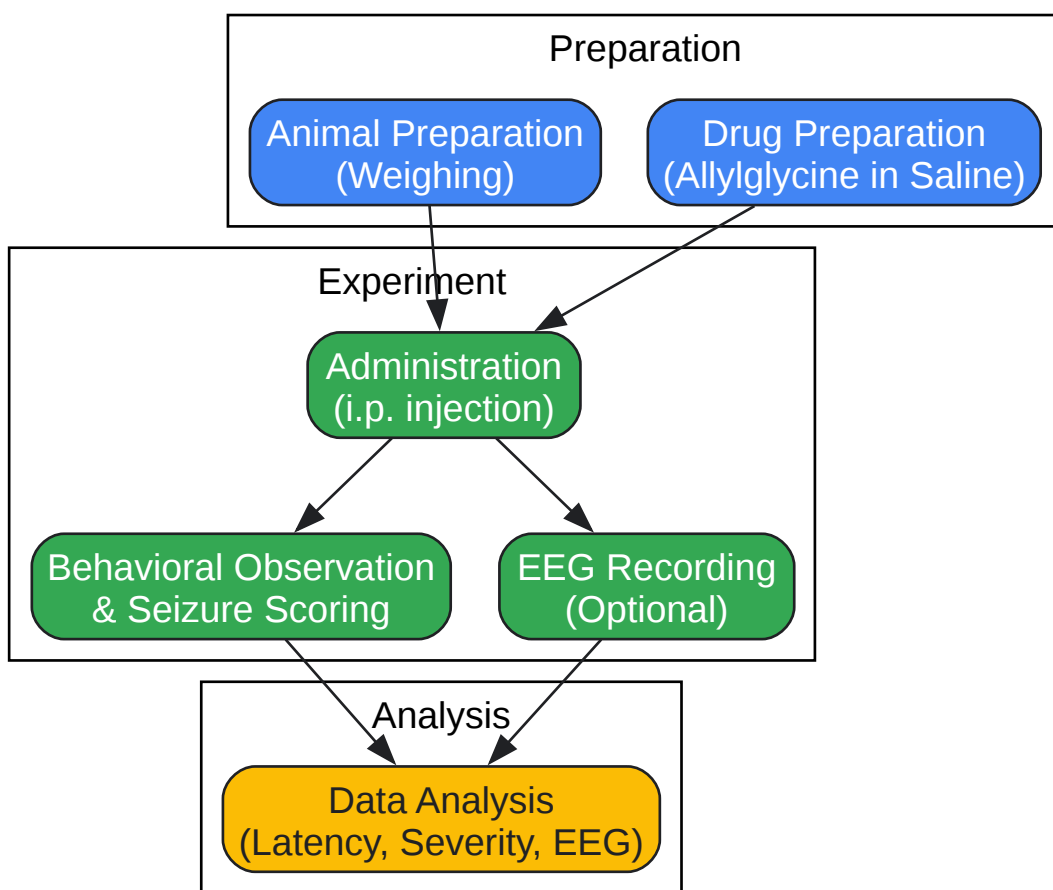 Preparation
Animal Preparation
(Weighing)
Drug Preparation
(Allylglycine in Saline)
Experiment
Administration
(i.p. injection)
Behavioral Observation
& Seizure Scoring
EEG Recording
(Optional)
Analysis
Data Analysis
(Latency, Severity, EEG)